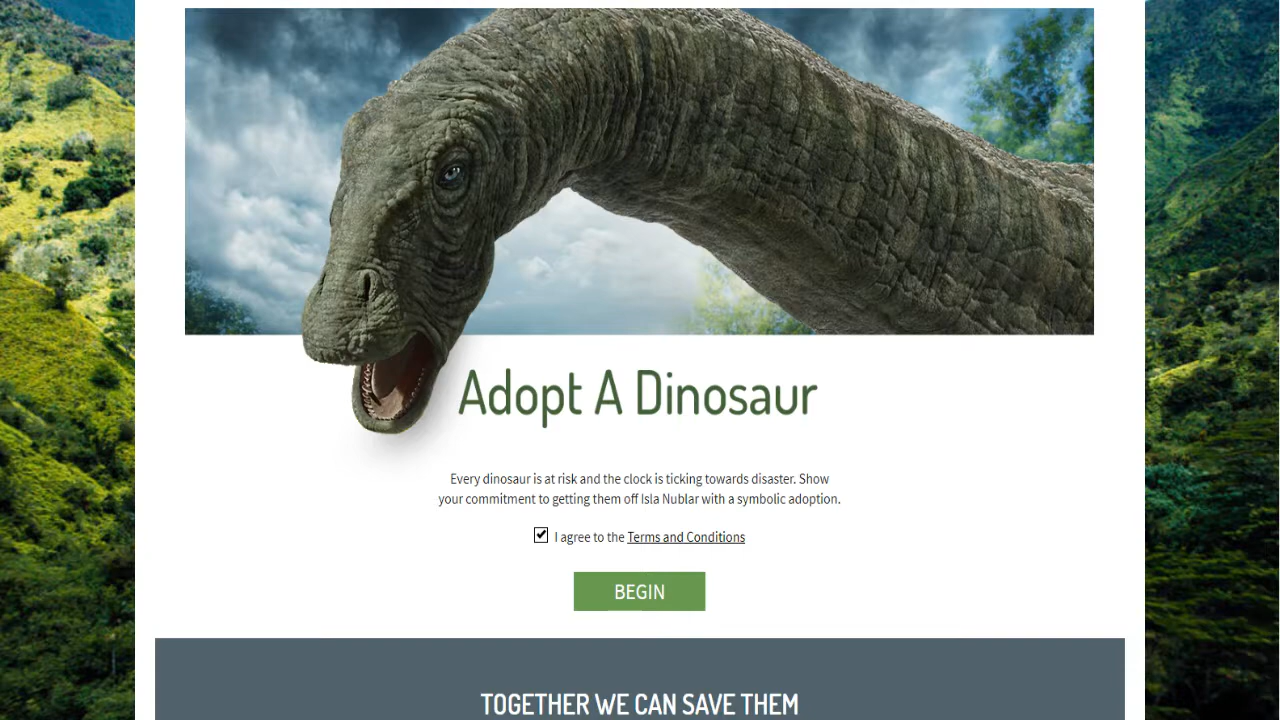 Adopt A Dinosaur
Every dinosaur is at risk and the clock is ticking towards disaster. Show
your commitment to getting them off Isla Nublar with a symbolic adoption.
I agree to the Terms and Conditions
BEGIN
TOGETHER WE CAN SAVE THEM